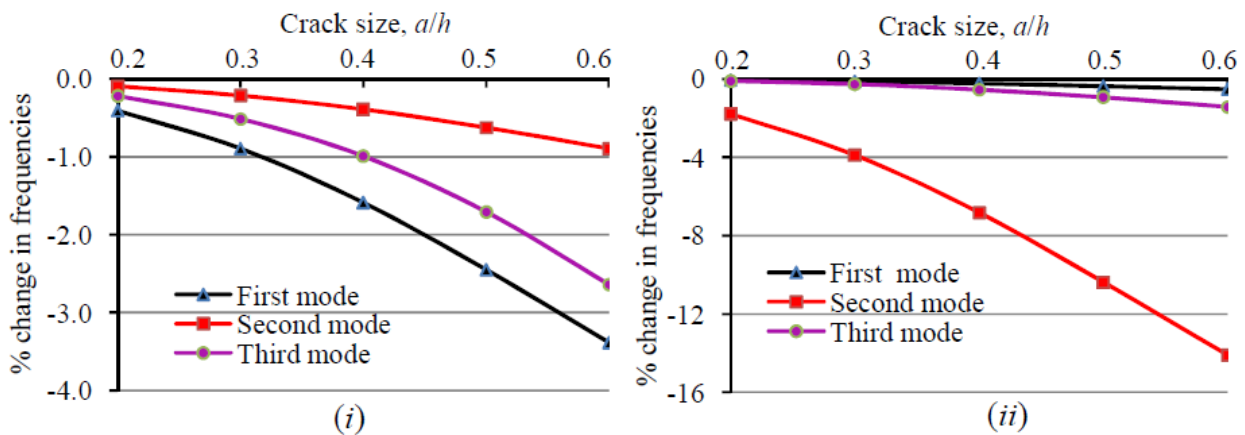 Crack size, a/h
0.2 0.3 0.4 0.5 0.6
0.0
-1.0
-2.0
-3.0
-4.0
% change in frequencies
First mode
Second mode
Third mode
(i)
Crack size, a/h
0.2 0.3 0.4 0.5 0.6
0
-4
-8
-12
-16
% change in frequencies
First mode
Second mode
Third mode
(ii)